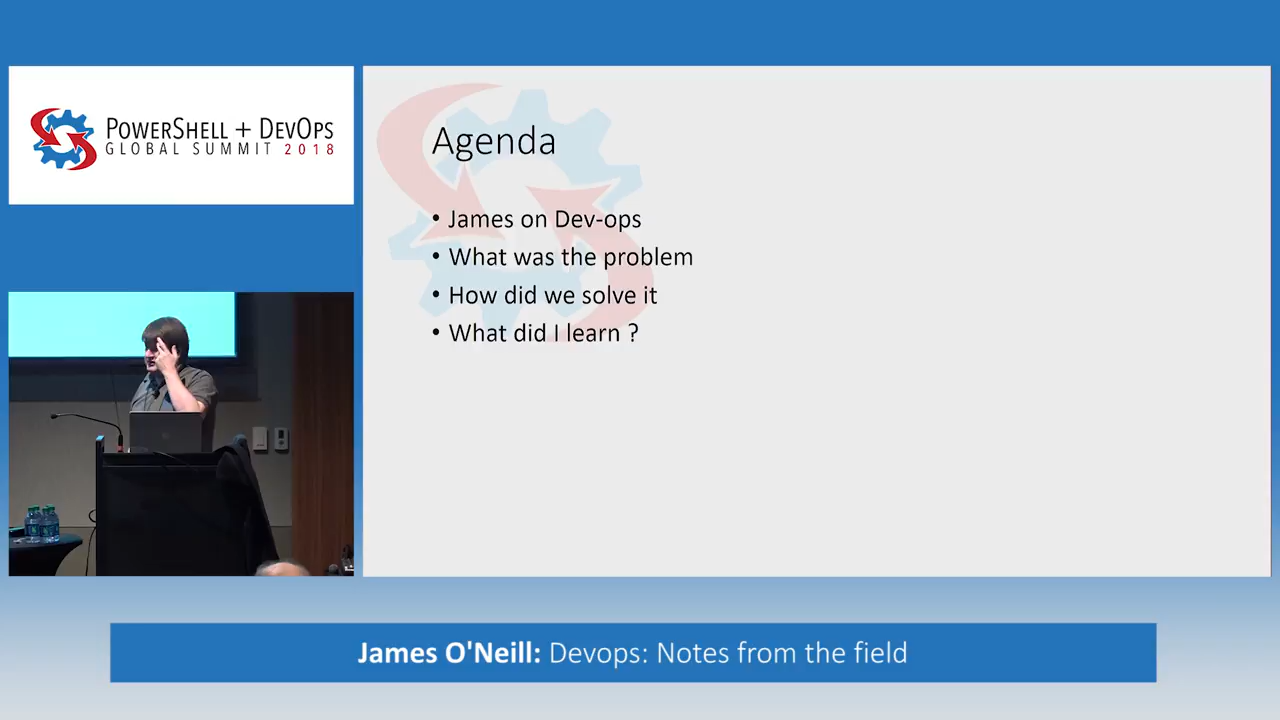 POWERSHELL + DEVOPS
GLOBAL SUMMIT 2018
Agenda
• James on Dev-ops
• What was the problem
• How did we solve it
• What did I learn ?
James O'Neill: Devops: Notes from the field